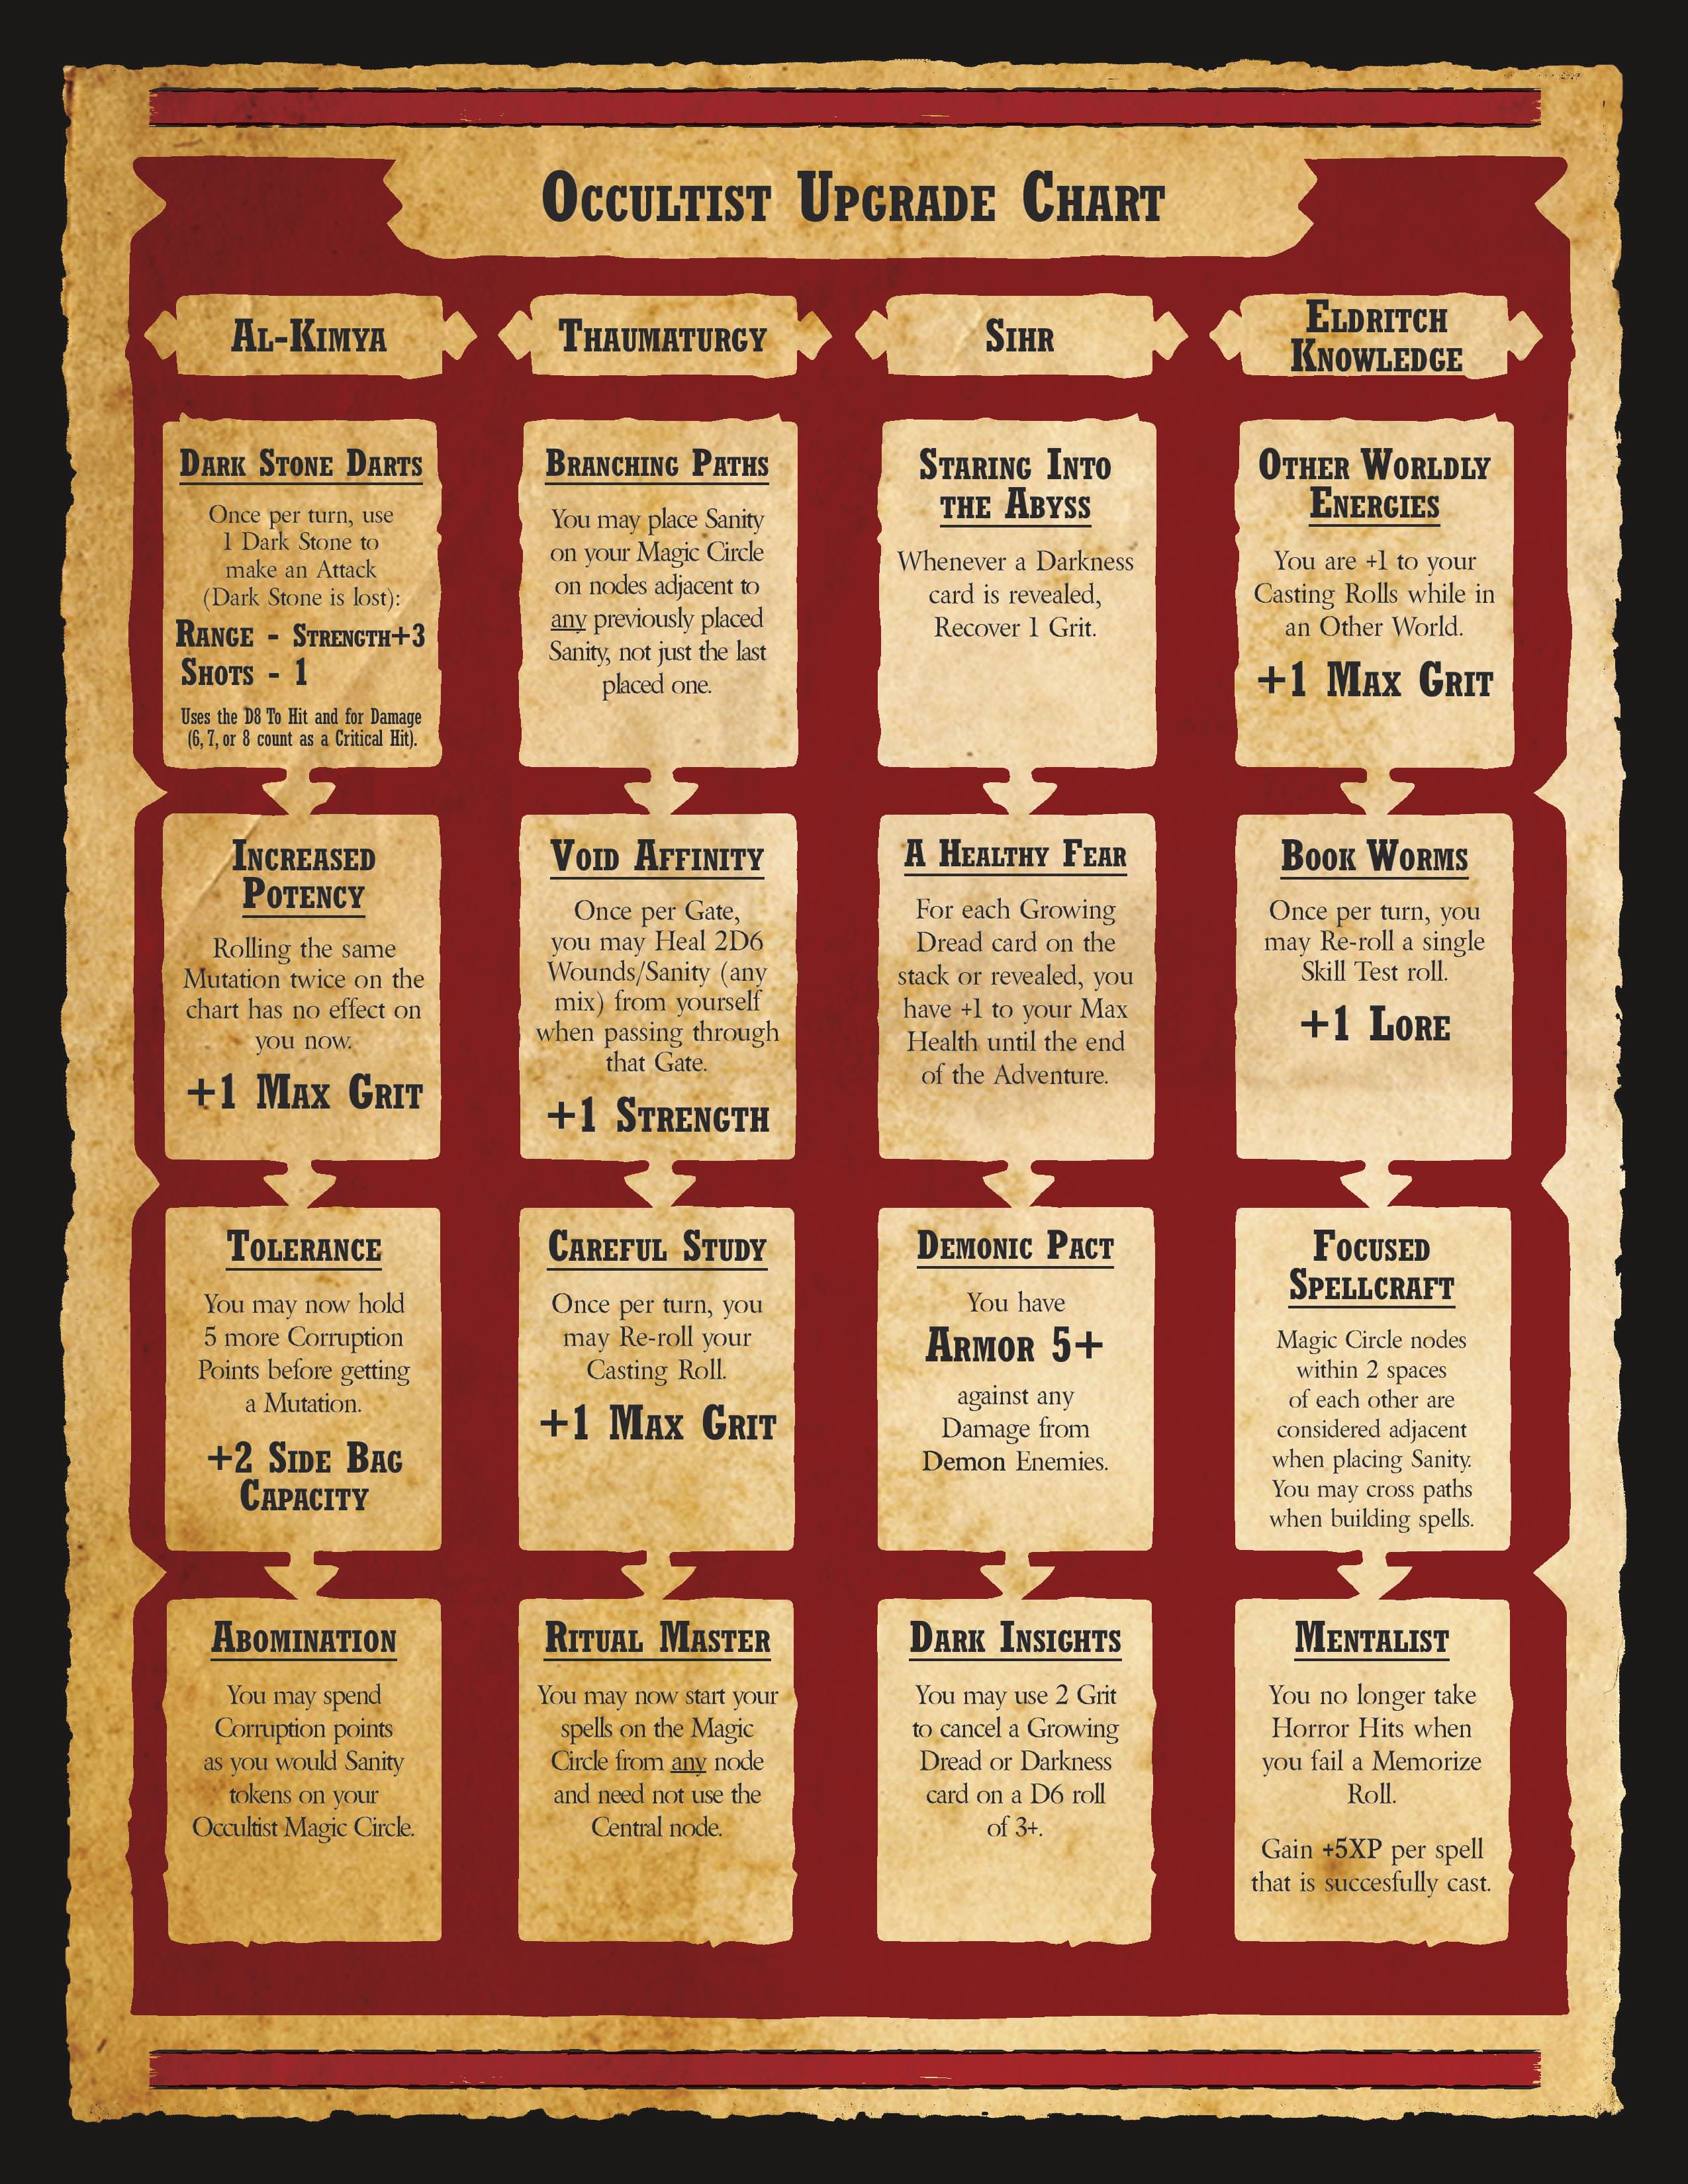 Occultist Upgrade Chart
Al-Kimya
Dark Stone Darts
Once per turn, use
1 Dark Stone to
make an Attack
(Dark Stone is lost):
Range - Strength+3
Shots - 1
Uses the D8 To Hit and for Damage
(6, 7, or 8 count as a Critical Hit).
Increased
Potency
Rolling the same
Mutation twice on the
chart has no effect on
you now.
+1 Max Grit
Tolerance
You may now hold
5 more Corruption
Points before getting
a Mutation.
+2 Side Bag
Capacity
Abomination
You may spend
Corruption points
as you would Sanity
tokens on your
Occultist Magic Circle.
Thaumaturgy
Branching Paths
You may place Sanity
on your Magic Circle
on nodes adjacent to
any previously placed
Sanity, not just the last
placed one.
Void Affinity
Once per Gate,
you may Heal 2D6
Wounds/Sanity (any
mix) from yourself
when passing through
that Gate.
+1 Strength
Careful Study
Once per turn, you
may Re-roll your
Casting Roll.
+1 Max Grit
Ritual Master
You may now start your
spells on the Magic
Circle from any node
and need not use the
Central node.
Sihr
Staring Into
the Abyss
Whenever a Darkness
card is revealed,
Recover 1 Grit.
A Healthy Fear
For each Growing
Dread card on the
stack or revealed, you
have +1 to your Max
Health until the end
of the Adventure.
Demonic Pact
You have
Armor 5+
against any
Damage from
Demon Enemies.
Dark Insights
You may use 2 Grit
to cancel a Growing
Dread or Darkness
card on a D6 roll
of 3+.
Eldritch
Knowledge
Other Worldly
Energies
You are +1 to your
Casting Rolls while in
an Other World.
+1 Max Grit
Book Worms
Once per turn, you
may Re-roll a single
Skill Test roll.
+1 Lore
Focused
Spellcraft
Magic Circle nodes
within 2 spaces
of each other are
considered adjacent
when placing Sanity.
You may cross paths
when building spells.
Mentalist
You no longer take
Horror Hits when
you fail a Memorize
Roll.
Gain +5XP per spell
that is succesfully cast.